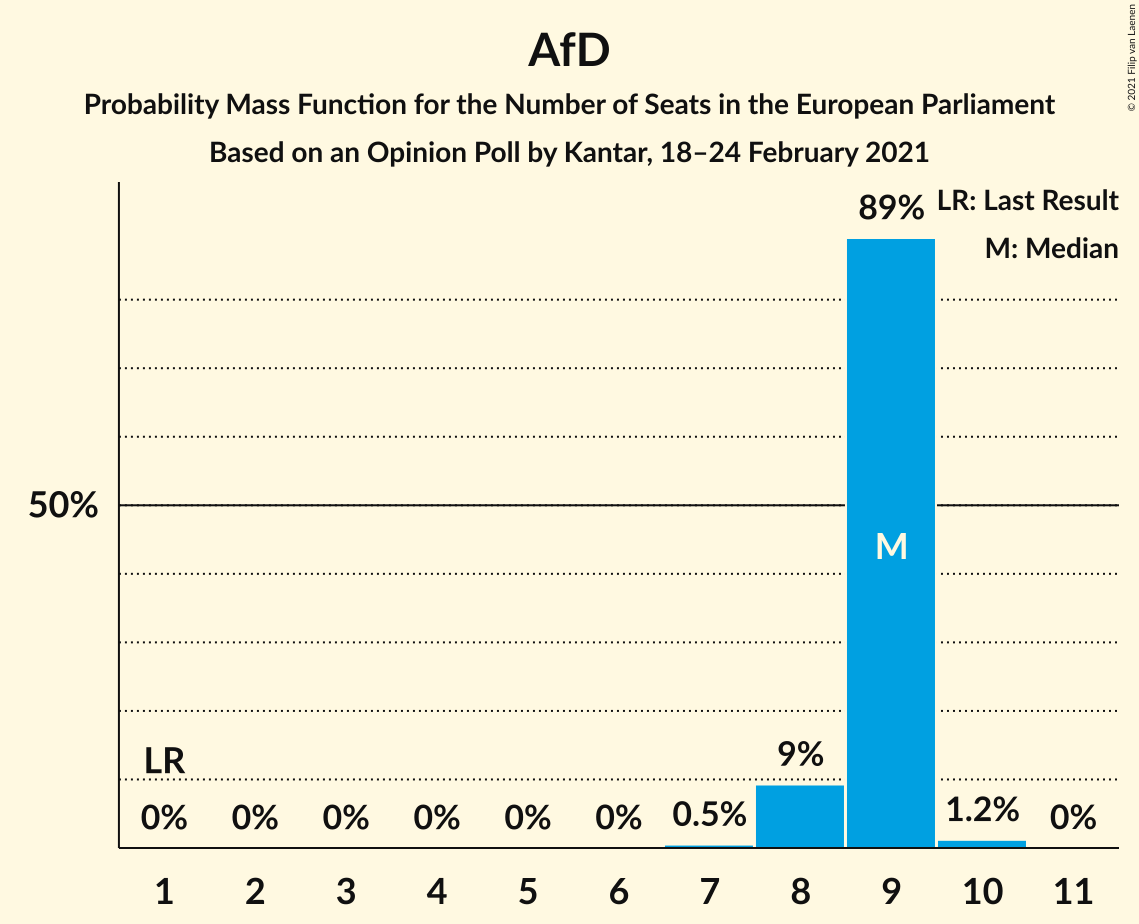 AfD
Probability Mass Function for the Number of Seats in the European Parliament
Based on an Opinion Poll by Kantar, 18–24 February 2021
© 2021 Filip van Laenen
LR: Last Result
M: Median
89%
50%
M
LR
9%
0% 0% 0% 0% 0% 0% 0.5% 1.2% 0%
1 2 3 4 5 6 7 8 9 10 11